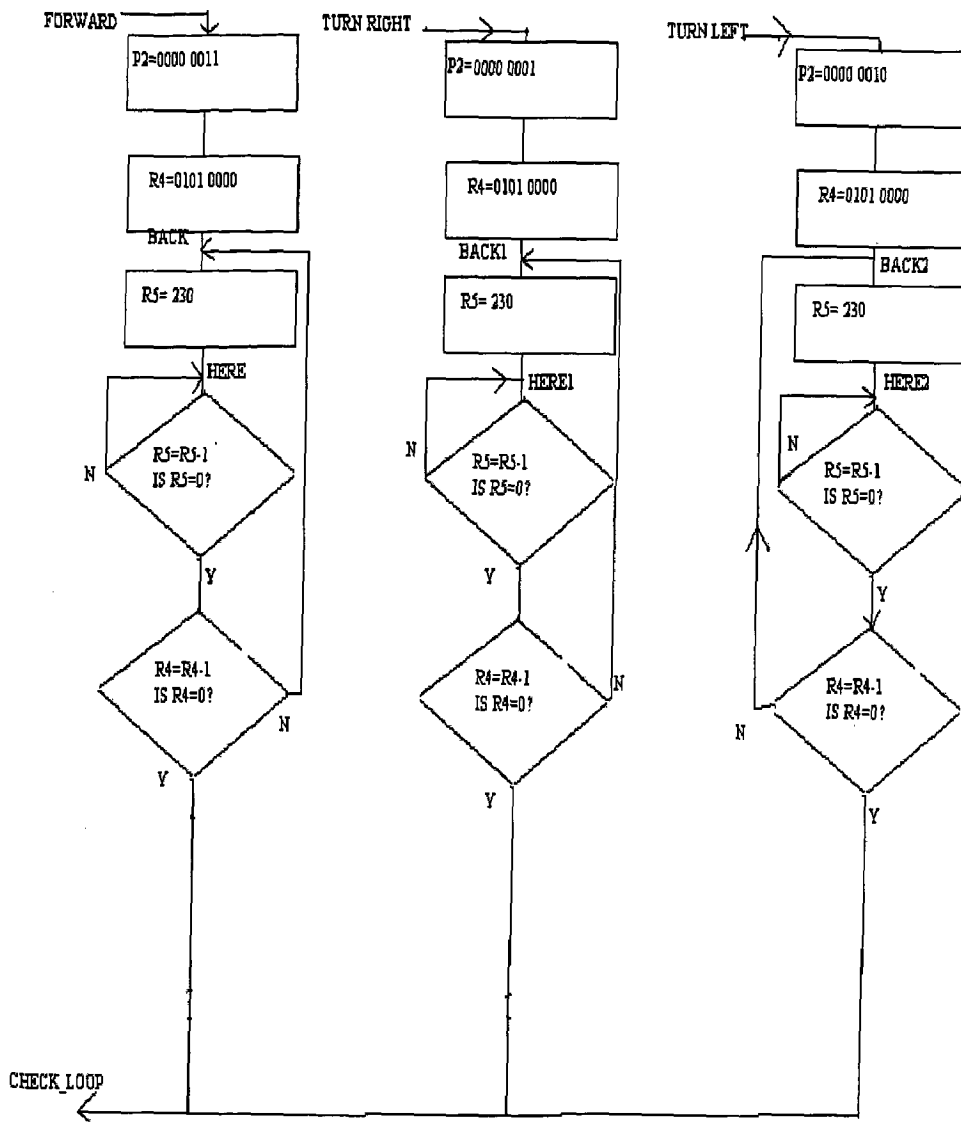 FORWARD
P2=0000 0011
R4=0101 0000
BACK
R5= 230
HERE
N
R5=R5-1
IS R5=0?
Y
R4=R4-1
IS R4=0?
N
Y
TURN RIGHT
P2=0000 0001
R4=0101 0000
BACK1
R5= 230
HERE1
N
R5=R5-1
IS R5=0?
Y
R4=R4-1
IS R4=0?
N
Y
TURN LEFT
P2=0000 0010
R4=0101 0000
BACK2
R5= 230
HERE2
N
R5=R5-1
IS R5=0?
Y
R4=R4-1
IS R4=0?
N
Y
CHECK_LOOP